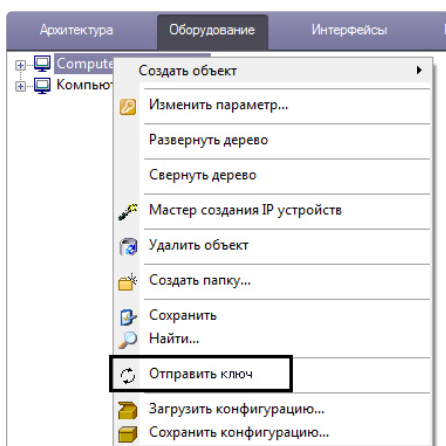 Архитектура Оборудование Интерфейсы
Compute
Компью
Создать объект
Изменить параметр...
Развернуть дерево
Свернуть дерево
Мастер создания IP устройств
Удалить объект
Создать папку...
Сохранить
Найти...
Отправить ключ
Загрузить конфигурацию...
Сохранить конфигурацию...